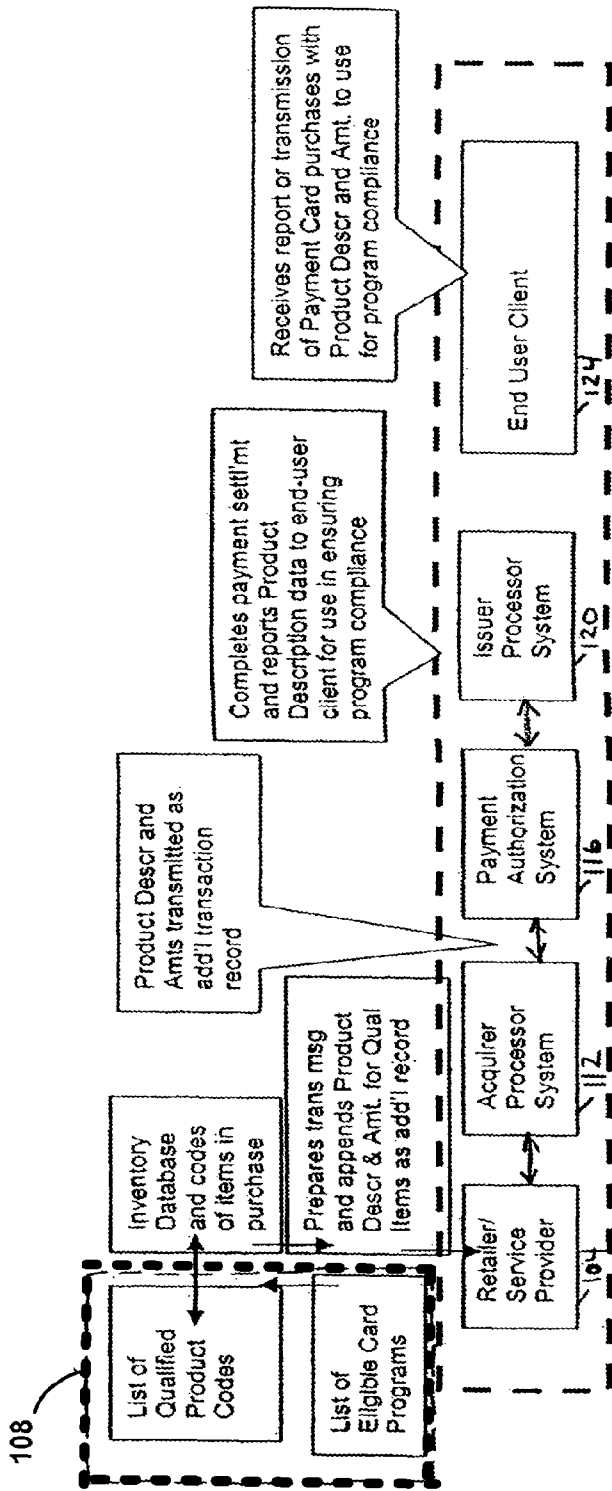 108
List of
Qualified
Product
Codes
List of
Eligible Card
Programs
Inventory
Database
and codes
of items in
purchase
Prepares trans msg
and appends Product
Descr & Amt. for Qual
Items as add'l record
Product Descr and
Amts transmitted as
add'l transaction
record
Completes payment settl'mt
and reports Product
Description data to end-user
client for use in ensuring
program compliance
Receives report or transmission
of Payment Card purchases with
Product Descr and Amt. to use
for program compliance
Retailer/
Service
Provider
104
Acquirer
Processor
System
112
Payment
Authorization
System
116
Issuer
Processor
System
120
End User Client
124